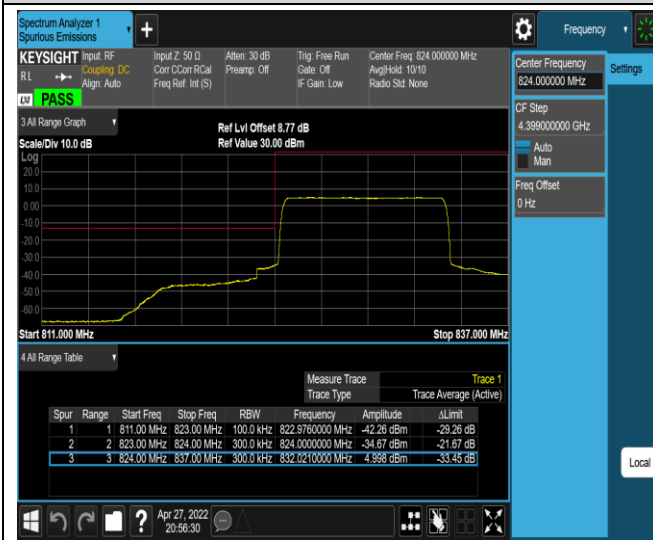 Spectrum Analyzer 1
Spurious Emissions
Frequency
KEYSIGHT
R L
LXI PASS
Input: RF
Coupling: DC
Align: Auto
Input Z: 50 Ω
Corr CCorr RCal
Freq Ref: Int (S)
Atten: 30 dB
Preamp: Off
Trig: Free Run
Gate: Off
IF Gain: Low
Center Freq: 824.000000 MHz
Avg|Hold: 10/10
Radio Std: None
Center Frequency
824.000000 MHz
Settings
CF Step
4.399000000 GHz
Auto
Man
Freq Offset
0 Hz
3 All Range Graph
Scale/Div 10.0 dB
Ref Lvl Offset 8.77 dB
Ref Value 30.00 dBm
Log
20.0
10.0
0.00
-10.0
-20.0
-30.0
-40.0
-50.0
-60.0
Start 811.000 MHz
Stop 837.000 MHz
4 All Range Table
Measure Trace Trace 1
Trace Type Trace Average (Active)
Spur Range Start Freq Stop Freq RBW Frequency Amplitude ΔLimit
1 1 811.00 MHz 823.00 MHz 100.0 kHz 822.9760000 MHz -42.26 dBm -29.26 dB
2 2 823.00 MHz 824.00 MHz 300.0 kHz 824.0000000 MHz -34.67 dBm -21.67 dB
3 3 824.00 MHz 837.00 MHz 300.0 kHz 832.0210000 MHz 4.998 dBm -33.45 dB
Local
Apr 27, 2022
20:56:30